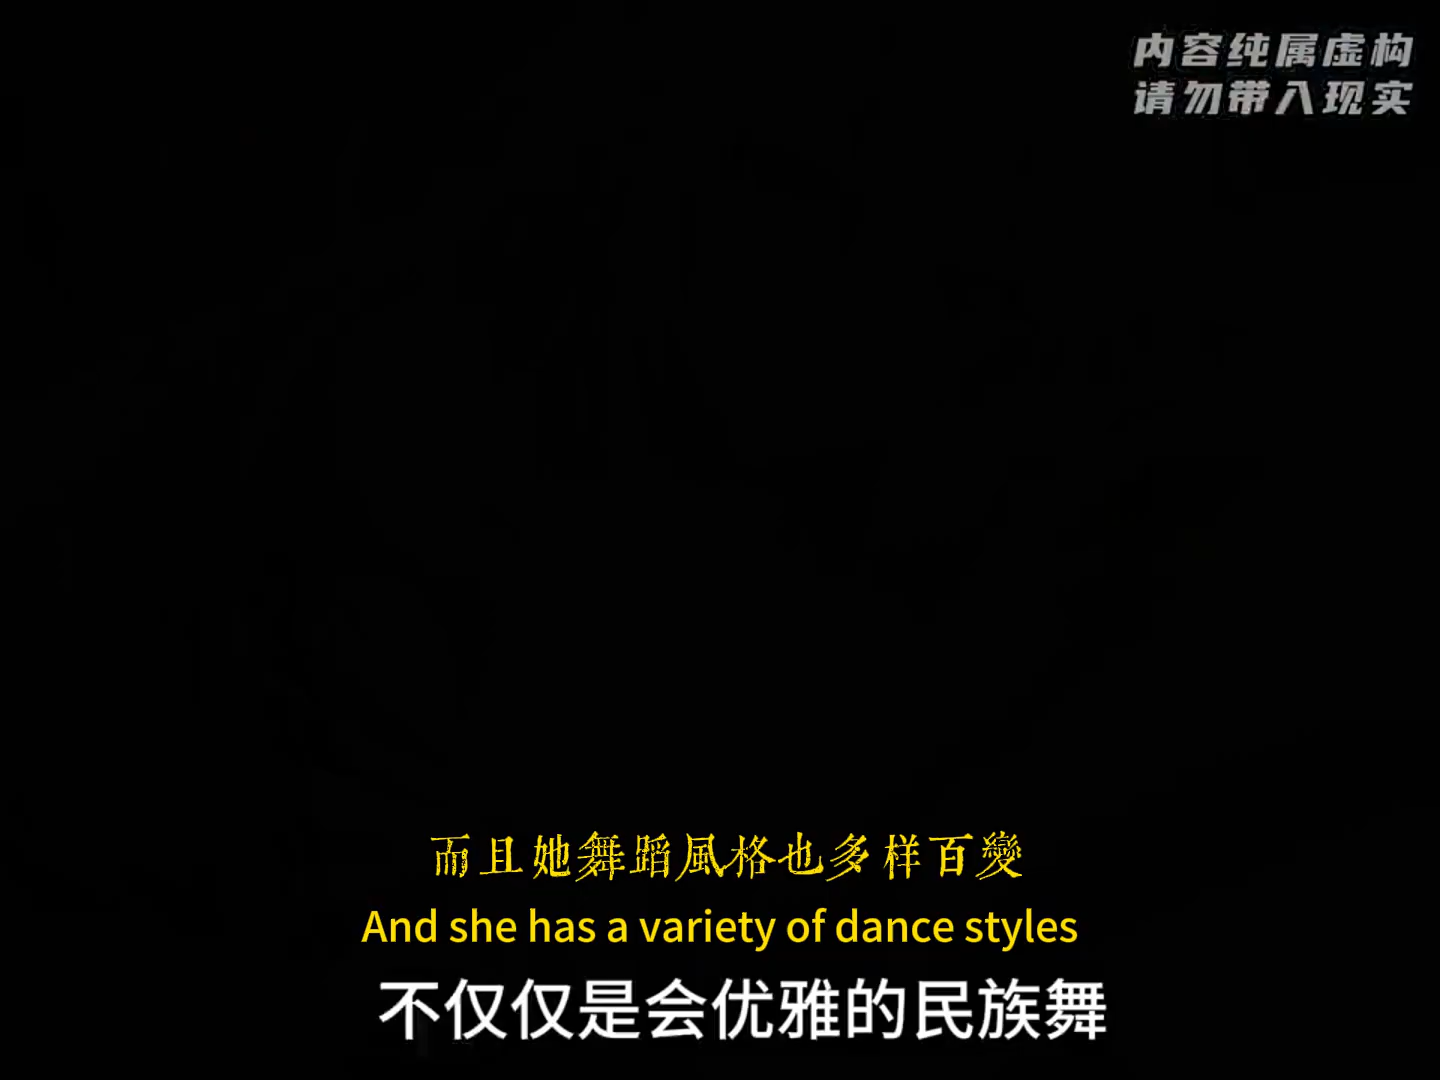 内容纯属虚构
请勿带入现实
而且她舞蹈風格也多样百變
And she has a variety of dance styles
不仅仅是会优雅的民族舞